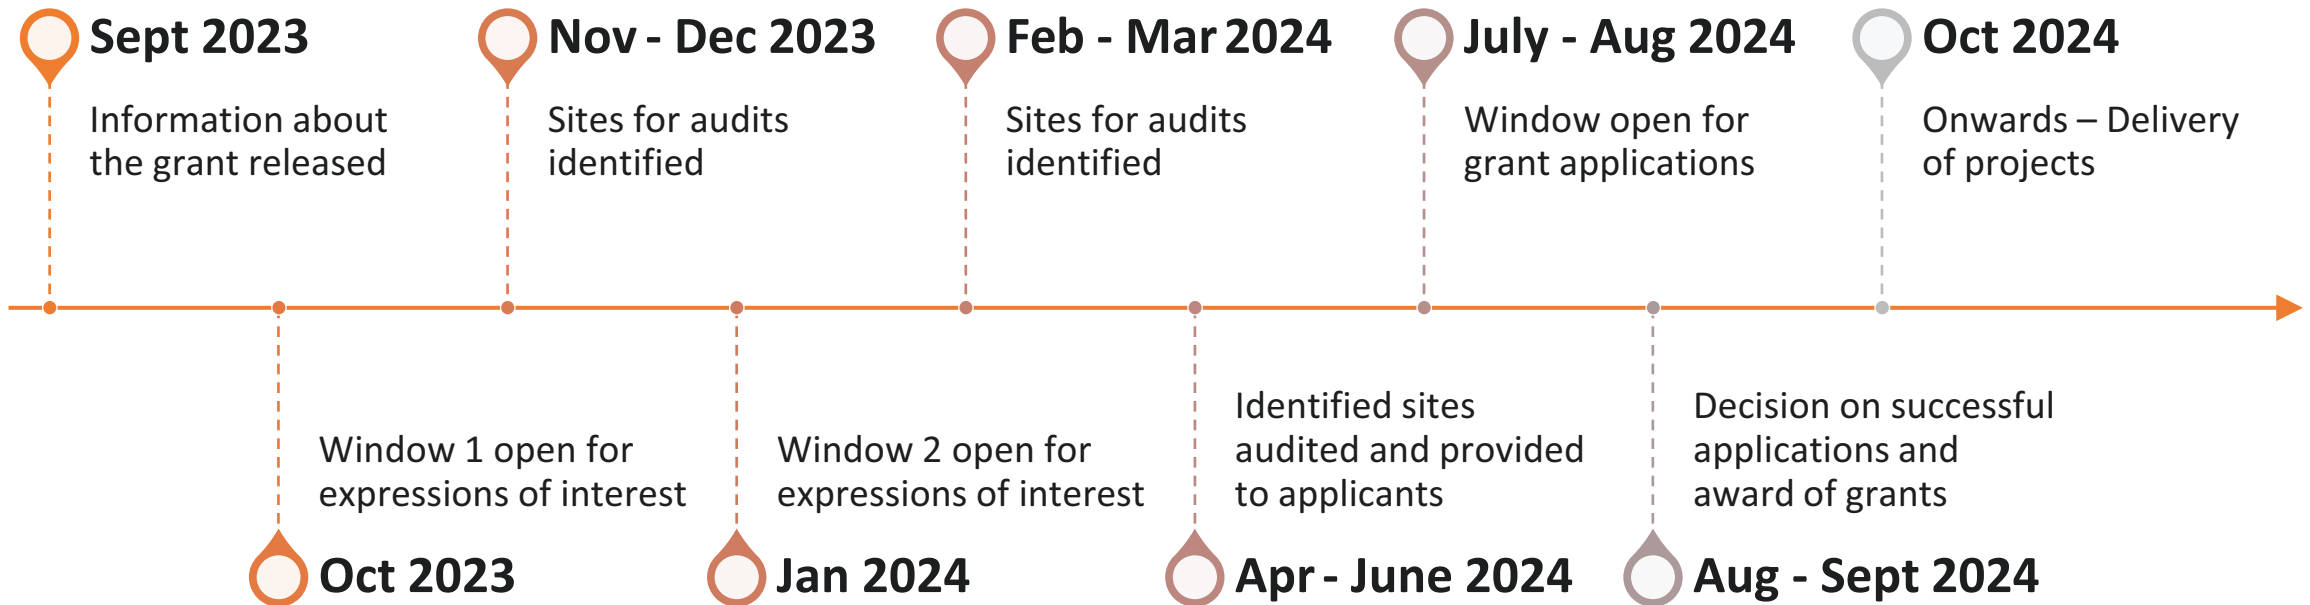 Sept 2023
Information about
the grant released
Oct 2023
Window 1 open for
expressions of interest
Nov - Dec 2023
Sites for audits
identified
Jan 2024
Window 2 open for
expressions of interest
Feb - Mar 2024
Sites for audits
identified
Apr - June 2024
Identified sites
audited and provided
to applicants
July - Aug 2024
Window open for
grant applications
Aug - Sept 2024
Decision on successful
applications and
award of grants
Oct 2024
Onwards – Delivery
of projects